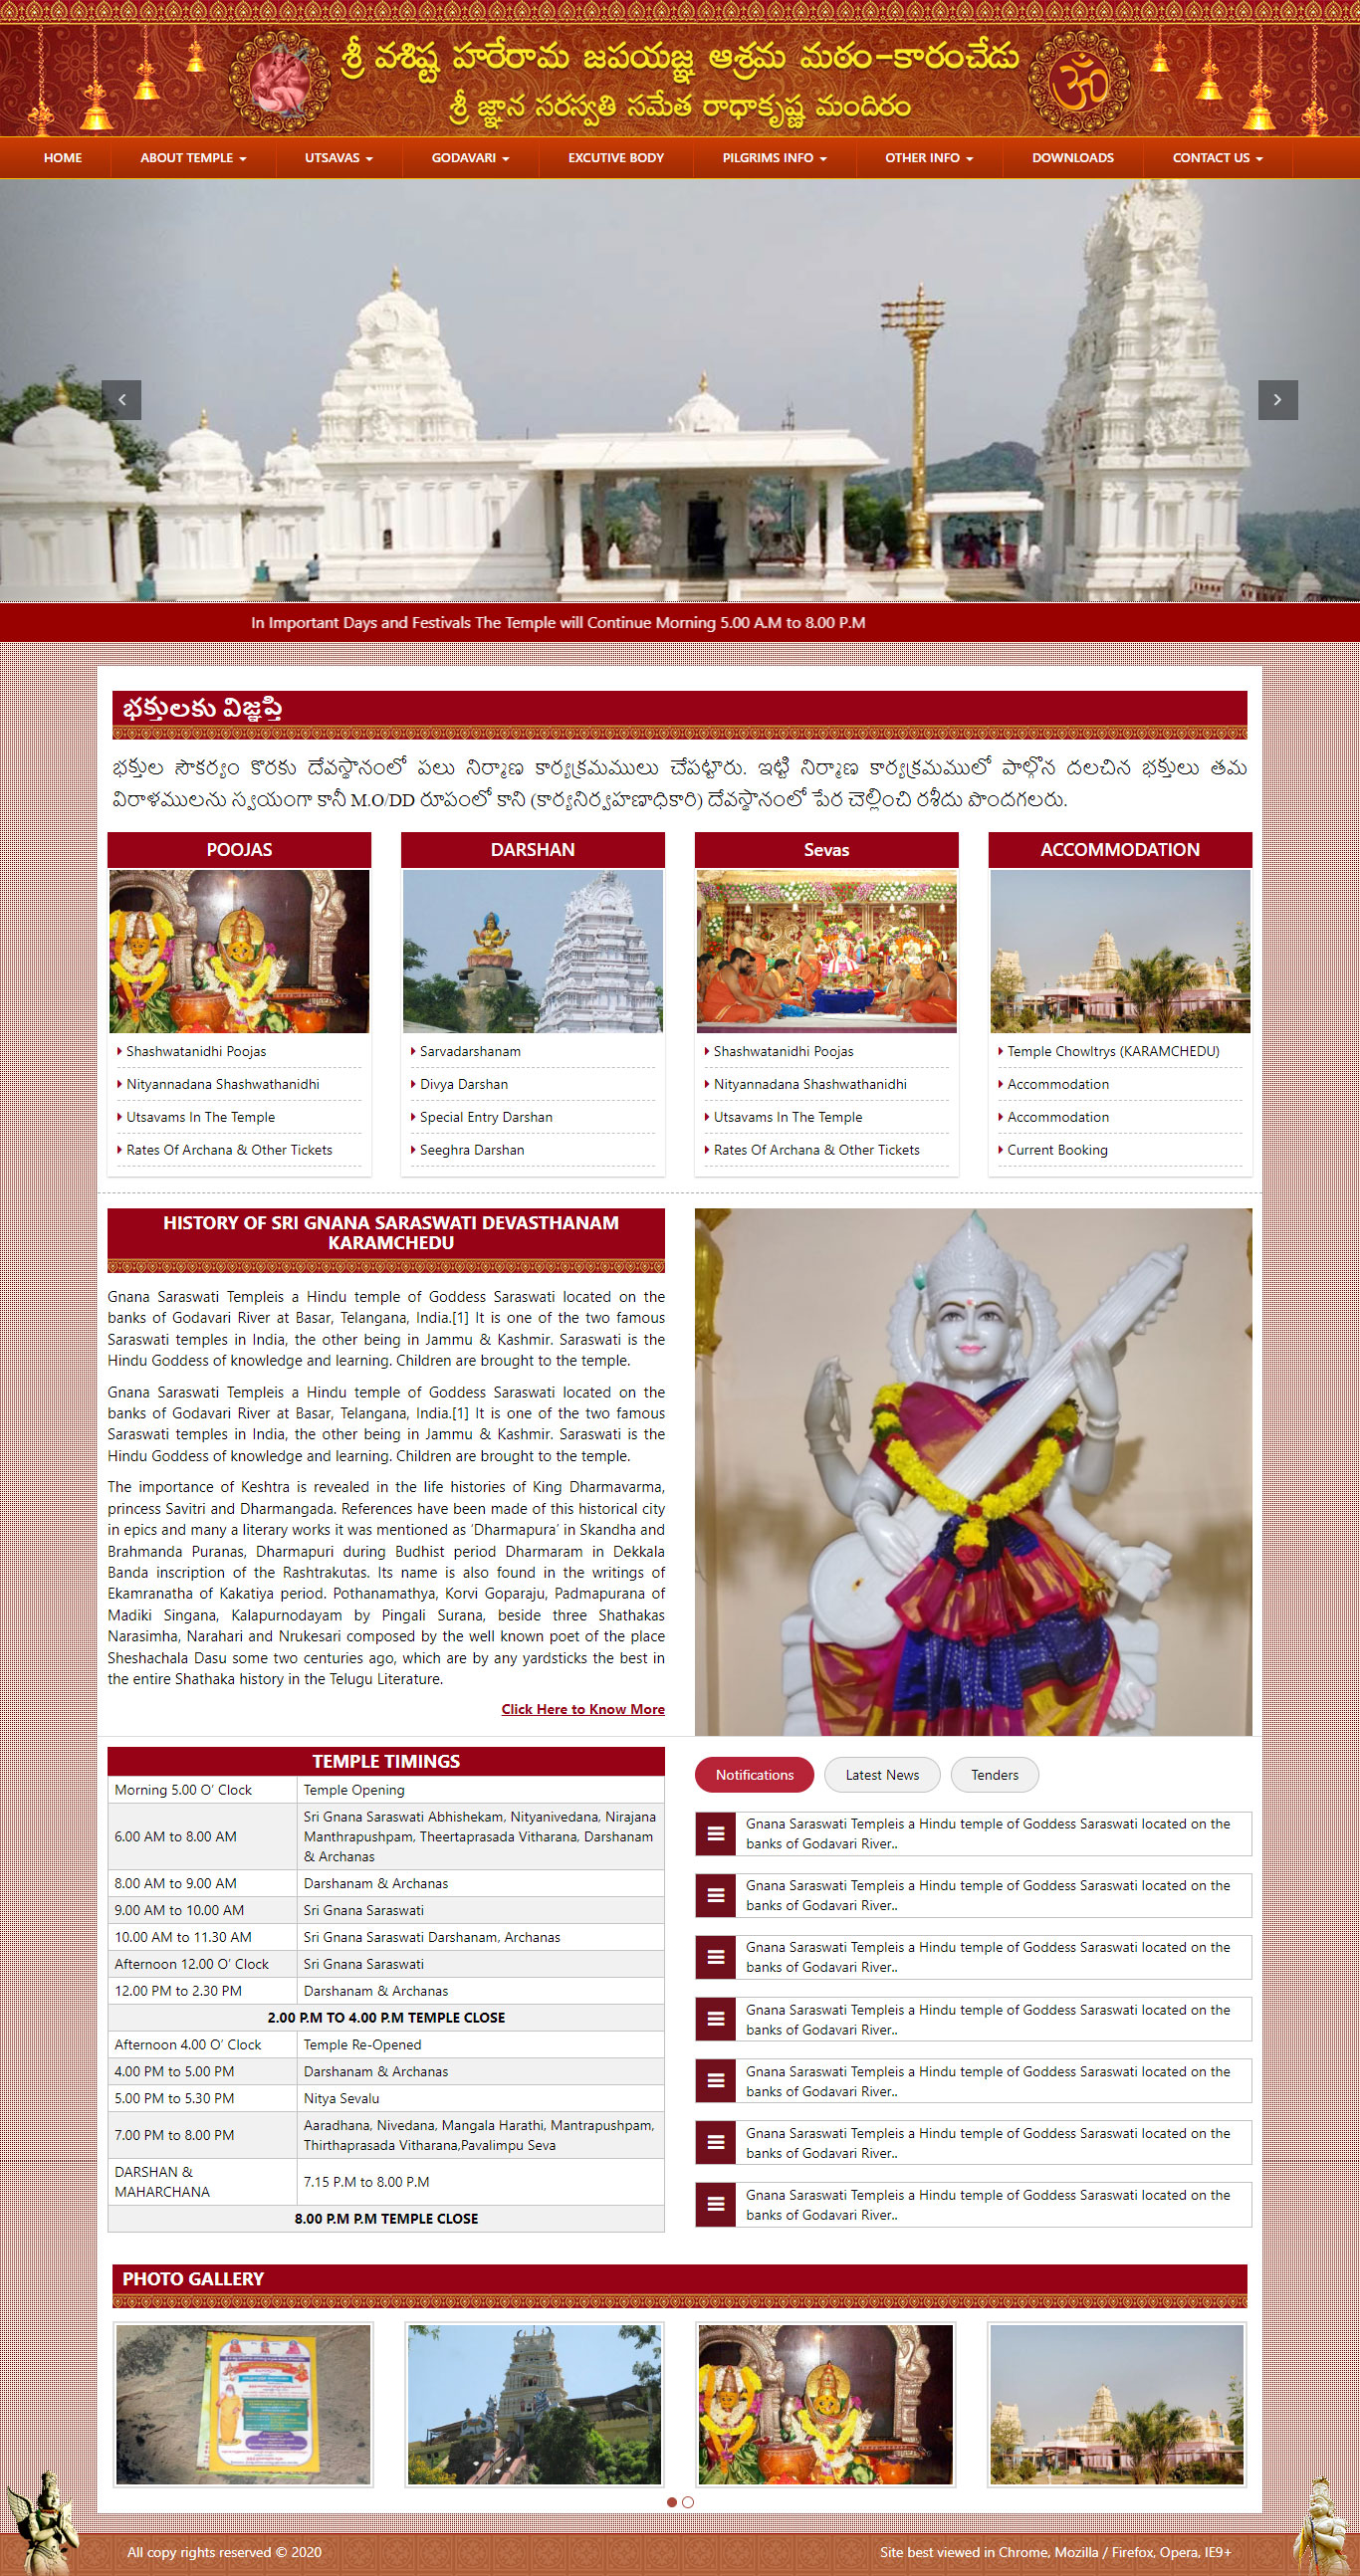 శ్రీ వశిష్ట హరేరామ జపయజ్ఞ ఆశ్రమ మఠం-కారంచేడు
శ్రీ జ్ఞాన సరస్వతి సమేత రాధాకృష్ణ మందిరం
HOME ABOUT TEMPLE UTSAVAS GODAVARI EXCUTIVE BODY PILGRIMS INFO OTHER INFO DOWNLOADS CONTACT US
In Important Days and Festivals The Temple will Continue Morning 5.00 A.M to 8.00 P.M
భక్తులకు విజ్ఞప్తి
భక్తుల సౌకర్యం కొరకు దేవస్థానంలో పలు నిర్మాణ కార్యక్రమములు చేపట్టారు. ఇట్టి నిర్మాణ కార్యక్రమములో పాల్గొన దలచిన భక్తులు తమ
విరాళములను స్వయంగా కానీ M.O/DD రూపంలో కాని (కార్యనిర్వహణాధికారి) దేవస్థానంలో పేర చెల్లించి రశీదు పొందగలరు.
POOJAS
Shashwatanidhi Poojas
Nityannadana Shashwathanidhi
Utsavams In The Temple
Rates Of Archana & Other Tickets
DARSHAN
Sarvadarshanam
Divya Darshan
Special Entry Darshan
Seeghra Darshan
Sevas
Shashwatanidhi Poojas
Nityannadana Shashwathanidhi
Utsavams In The Temple
Rates Of Archana & Other Tickets
ACCOMMODATION
Temple Chowltrys (KARAMCHEDU)
Accommodation
Accommodation
Current Booking
HISTORY OF SRI GNANA SARASWATI DEVASTHANAM
KARAMCHEDU
Gnana Saraswati Templeis a Hindu temple of Goddess Saraswati located on the
banks of Godavari River at Basar, Telangana, India.[1] It is one of the two famous
Saraswati temples in India, the other being in Jammu & Kashmir. Saraswati is the
Hindu Goddess of knowledge and learning. Children are brought to the temple.
Gnana Saraswati Templeis a Hindu temple of Goddess Saraswati located on the
banks of Godavari River at Basar, Telangana, India.[1] It is one of the two famous
Saraswati temples in India, the other being in Jammu & Kashmir. Saraswati is the
Hindu Goddess of knowledge and learning. Children are brought to the temple.
The importance of Keshtra is revealed in the life histories of King Dharmavarma,
princess Savitri and Dharmangada. References have been made of this historical city
in epics and many a literary works it was mentioned as ‘Dharmapura’ in Skandha and
Brahmanda Puranas, Dharmapuri during Budhist period Dharmaram in Dekkala
Banda inscription of the Rashtrakutas. Its name is also found in the writings of
Ekamranatha of Kakatiya period. Pothanamathya, Korvi Goparaju, Padmapurana of
Madiki Singana, Kalapurnodayam by Pingali Surana, beside three Shathakas
Narasimha, Narahari and Nrukesari composed by the well known poet of the place
Sheshachala Dasu some two centuries ago, which are by any yardsticks the best in
the entire Shathaka history in the Telugu Literature.
Click Here to Know More
TEMPLE TIMINGS
Morning 5.00 O’ Clock Temple Opening
6.00 AM to 8.00 AM Sri Gnana Saraswati Abhishekam, Nityanivedana, Nirajana
Manthrapushpam, Theertaprasada Vitharana, Darshanam
& Archanas
8.00 AM to 9.00 AM Darshanam & Archanas
9.00 AM to 10.00 AM Sri Gnana Saraswati
10.00 AM to 11.30 AM Sri Gnana Saraswati Darshanam, Archanas
Afternoon 12.00 O’ Clock Sri Gnana Saraswati
12.00 PM to 2.30 PM Darshanam & Archanas
2.00 P.M TO 4.00 P.M TEMPLE CLOSE
Afternoon 4.00 O’ Clock Temple Re-Opened
4.00 PM to 5.00 PM Darshanam & Archanas
5.00 PM to 5.30 PM Nitya Sevalu
7.00 PM to 8.00 PM Aaradhana, Nivedana, Mangala Harathi, Mantrapushpam,
Thirthaprasada Vitharana,Pavalimpu Seva
DARSHAN &
MAHARCHANA 7.15 P.M to 8.00 P.M
8.00 P.M P.M TEMPLE CLOSE
Notifications Latest News Tenders
Gnana Saraswati Templeis a Hindu temple of Goddess Saraswati located on the
banks of Godavari River..
Gnana Saraswati Templeis a Hindu temple of Goddess Saraswati located on the
banks of Godavari River..
Gnana Saraswati Templeis a Hindu temple of Goddess Saraswati located on the
banks of Godavari River..
Gnana Saraswati Templeis a Hindu temple of Goddess Saraswati located on the
banks of Godavari River..
Gnana Saraswati Templeis a Hindu temple of Goddess Saraswati located on the
banks of Godavari River..
Gnana Saraswati Templeis a Hindu temple of Goddess Saraswati located on the
banks of Godavari River..
Gnana Saraswati Templeis a Hindu temple of Goddess Saraswati located on the
banks of Godavari River..
PHOTO GALLERY
All copy rights reserved © 2020 Site best viewed in Chrome, Mozilla / Firefox, Opera, IE9+